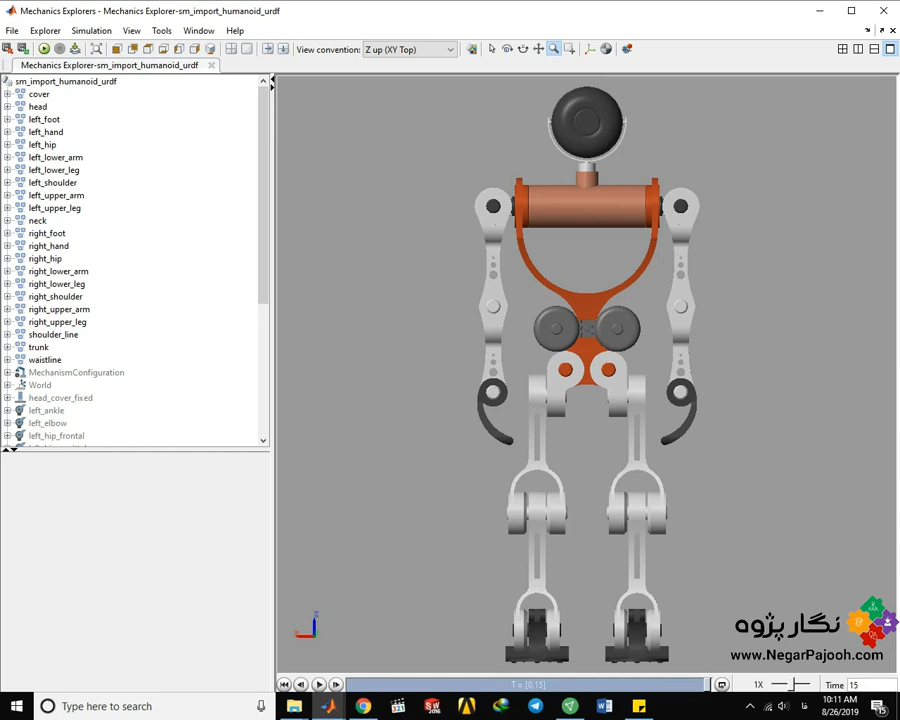 Mechanics Explorers - Mechanics Explorer-sm_import_humanoid_urdf
File Explorer Simulation View Tools Window Help
View convention: Z up (XY Top)
Mechanics Explorer-sm_import_humanoid_urdf
sm_import_humanoid_urdf
cover
head
left_foot
left_hand
left_hip
left_lower_arm
left_lower_leg
left_shoulder
left_upper_arm
left_upper_leg
neck
right_foot
right_hand
right_hip
right_lower_arm
right_lower_leg
right_shoulder
right_upper_arm
right_upper_leg
shoulder_line
trunk
waistline
MechanismConfiguration
World
head_cover_fixed
left_ankle
left_elbow
left_hip_frontal
نگار پژوه
www.NegarPajooh.com
T = [0,15]
1X
Time 15
Type here to search
فا
10:11 AM
8/26/2019
15